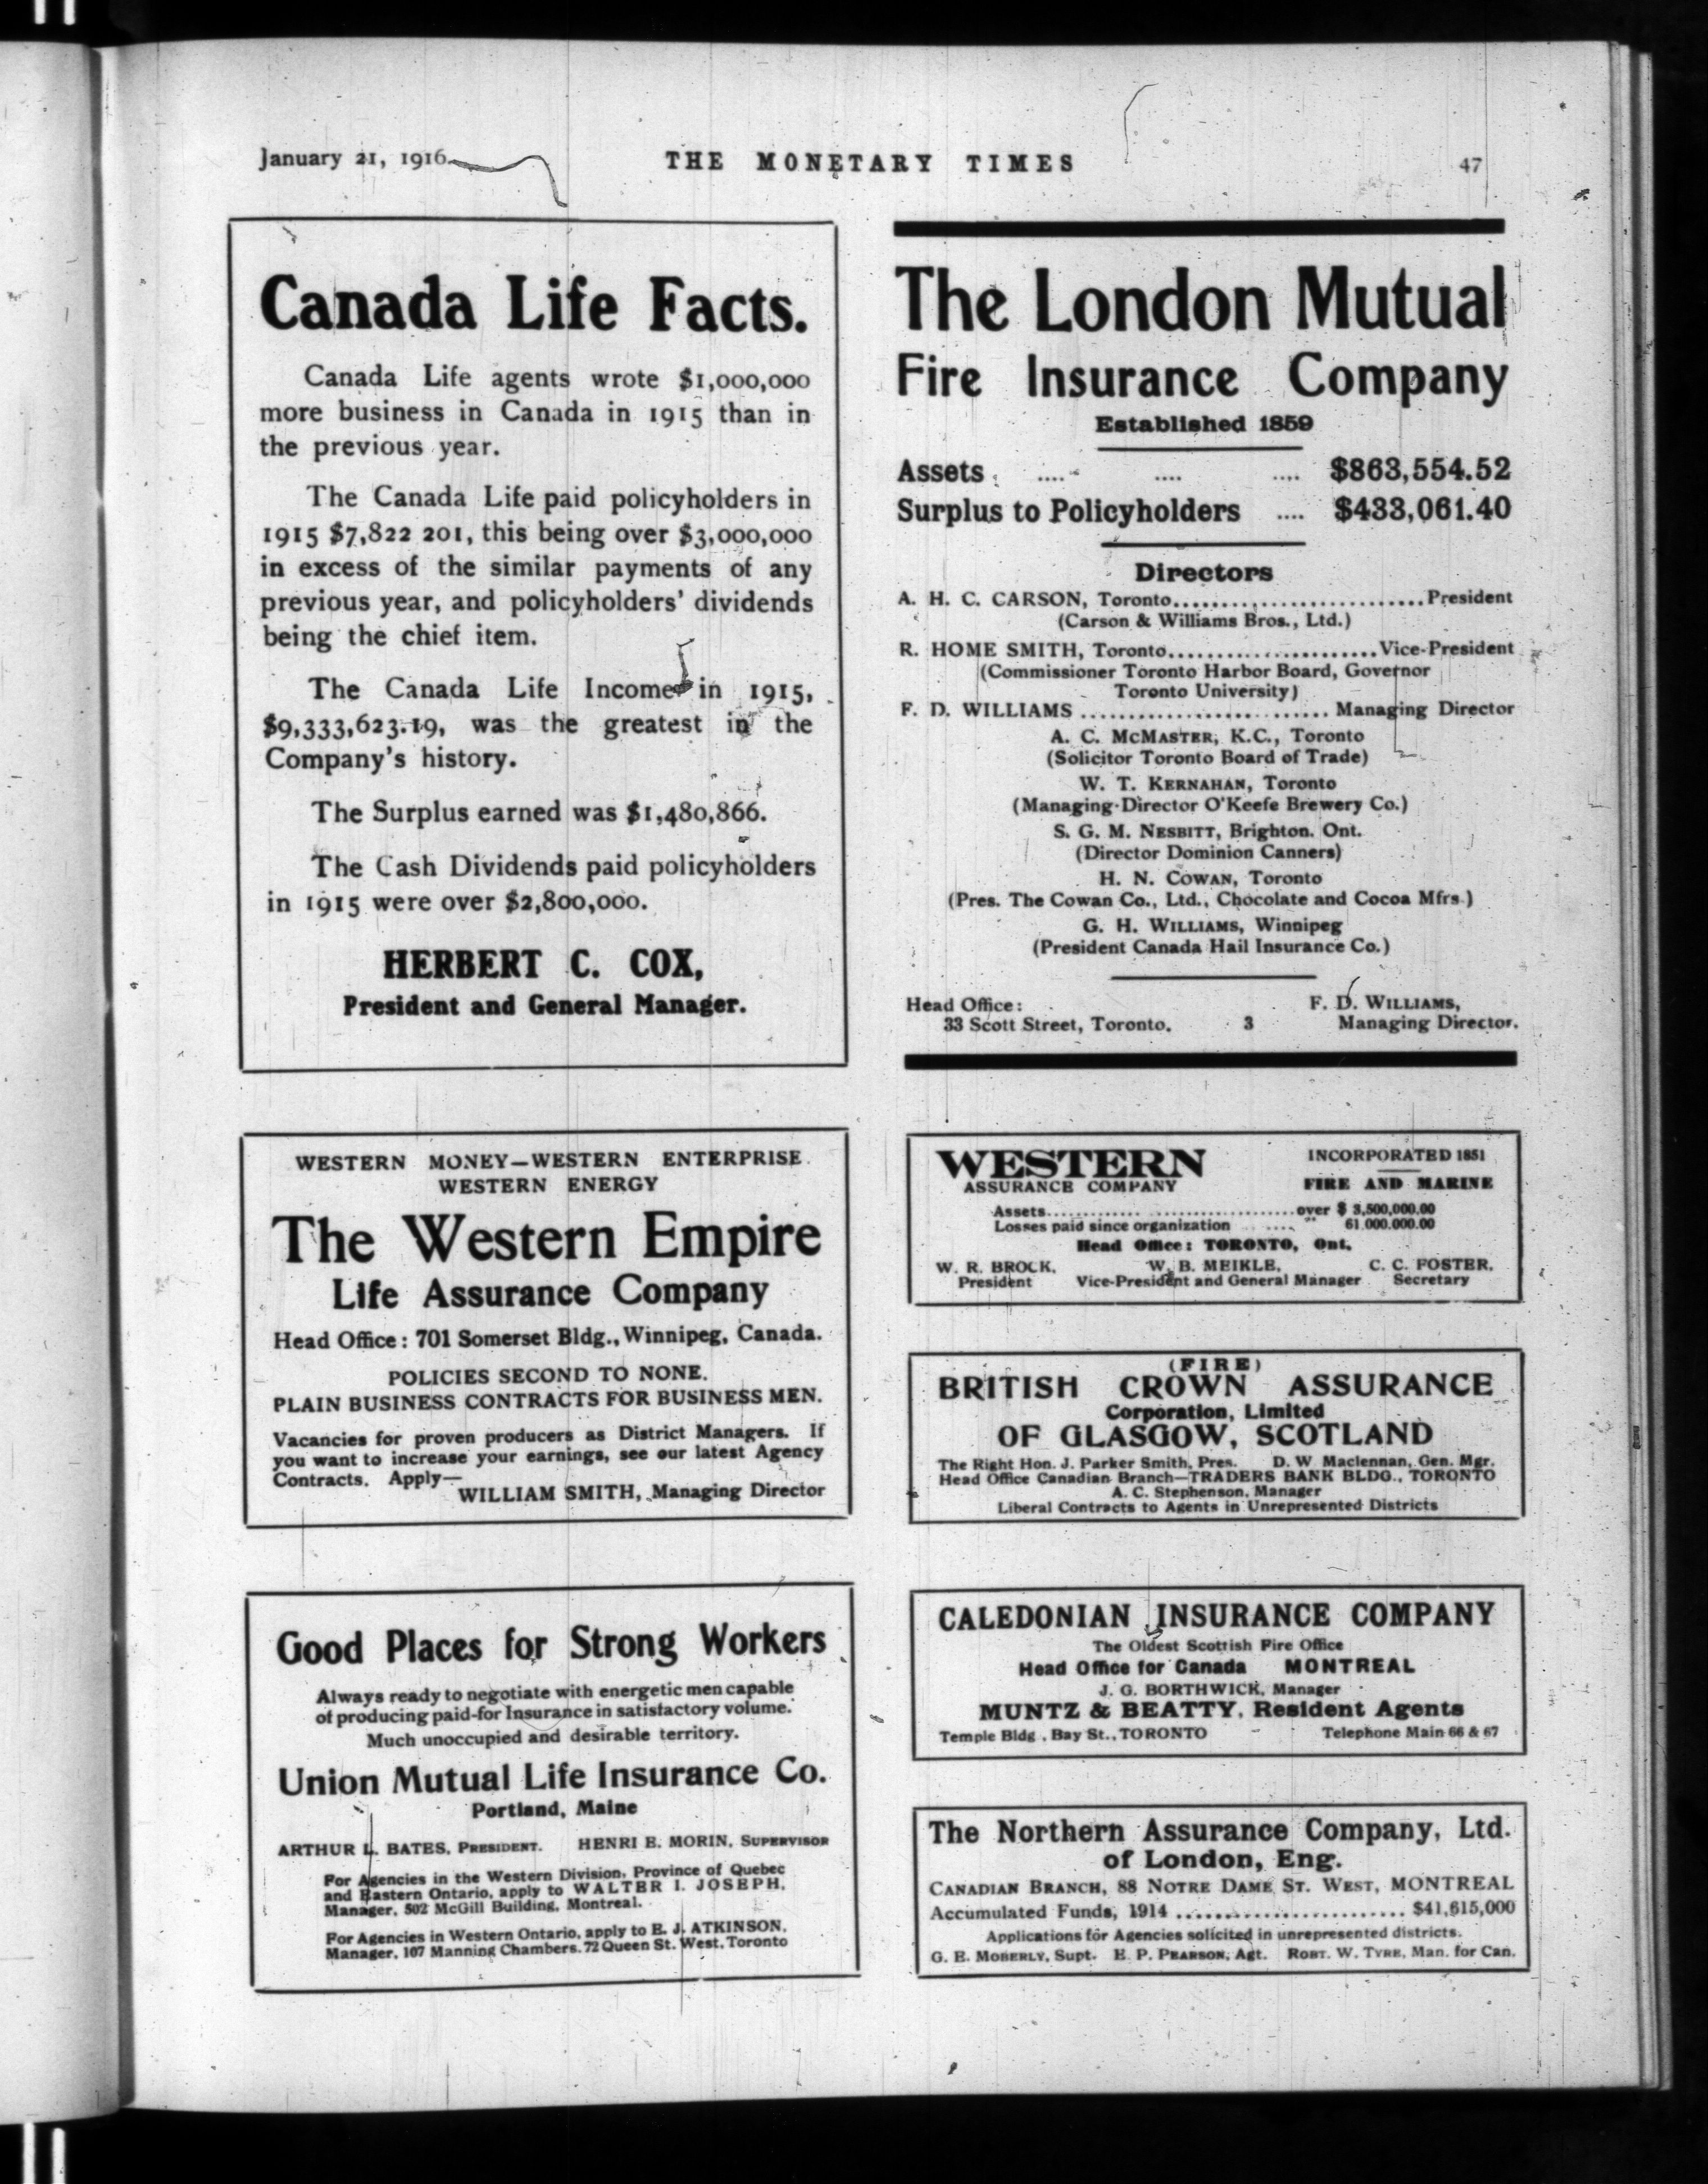 January 21, 1916.
THE MONETARY TIMES
47
Canada Life Facts.
Canada Life agents wrote $1,000,000
more business in Canada in 1915 than in
the previous year.
The Canada Life paid policyholders in
1915 $7,822 201, this being over $3,000,000
in excess of the similar payments of any
previous year, and policyholders' dividends
being the chief item.
The Canada Life Income in 1915,
$9,333,623.19, was the greatest in the
Company's history.
The Surplus earned was $1,480,866.
The Cash Dividends paid policyholders
in 1915 were over $2,800,000.
HERBERT C. COX,
President and General Manager.
WESTERN MONEY—WESTERN ENTERPRISE
WESTERN ENERGY
The Western Empire
Life Assurance Company
Head Office: 701 Somerset Bldg., Winnipeg, Canada.
POLICIES SECOND TO NONE.
PLAIN BUSINESS CONTRACTS FOR BUSINESS MEN.
Vacancies for proven producers as District Managers. If
you want to increase your earnings, see our latest Agency
Contracts. Apply—
WILLIAM SMITH, Managing Director
Good Places for Strong Workers
Always ready to negotiate with energetic men capable
of producing paid-for Insurance in satisfactory volume.
Much unoccupied and desirable territory.
Union Mutual Life Insurance Co.
Portland, Maine
ARTHUR L. BATES, PRESIDENT. HENRI E. MORIN, SUPERVISOR
For Agencies in the Western Division, Province of Quebec
and Eastern Ontario, apply to WALTER I. JOSEPH,
Manager, 502 McGill Building, Montreal.
For Agencies in Western Ontario, apply to E. J. ATKINSON,
Manager, 107 Manning Chambers, 72 Queen St. West, Toronto
The London Mutual
Fire Insurance Company
Established 1859
Assets .... .... .... $863,554.52
Surplus to Policyholders .... $433,061.40
Directors
A. H. C. CARSON, Toronto..........................President
(Carson & Williams Bros., Ltd.)
R. HOME SMITH, Toronto......................Vice-President
(Commissioner Toronto Harbor Board, Governor
Toronto University)
F. D. WILLIAMS .......................... Managing Director
A. C. MCMASTER, K.C., Toronto
(Solicitor Toronto Board of Trade)
W. T. KERNAHAN, Toronto
(Managing-Director O'Keefe Brewery Co.)
S. G. M. NESBITT, Brighton. Ont.
(Director Dominion Canners)
H. N. COWAN, Toronto
(Pres. The Cowan Co., Ltd., Chocolate and Cocoa Mfrs.)
G. H. WILLIAMS, Winnipeg
(President Canada Hail Insurance Co.)
Head Office: F. D. WILLIAMS,
33 Scott Street, Toronto. 3 Managing Director.
WESTERN INCORPORATED 1851
ASSURANCE COMPANY FIRE AND MARINE
Assets.............................over $ 3,500,000.00
Losses paid since organization ...... " 61.000.000.00
Head Office: TORONTO, Ont.
W. R. BROCK, W. B. MEIKLE, C. C. FOSTER,
President Vice-President and General Manager Secretary
(FIRE)
BRITISH CROWN ASSURANCE
Corporation, Limited
OF GLASGOW, SCOTLAND
The Right Hon. J. Parker Smith, Pres. D. W. Maclennan, Gen. Mgr.
Head Office Canadian Branch—TRADERS BANK BLDG., TORONTO
A. C. Stephenson, Manager
Liberal Contracts to Agents in Unrepresented Districts
CALEDONIAN INSURANCE COMPANY
The Oldest Scottish Fire Office
Head Office for Canada MONTREAL
J. G. BORTHWICK, Manager
MUNTZ & BEATTY, Resident Agents
Temple Bldg., Bay St., TORONTO Telephone Main 66 & 67
The Northern Assurance Company, Ltd.
of London, Eng.
CANADIAN BRANCH, 88 NOTRE DAME ST. WEST, MONTREAL
Accumulated Funds, 1914 ....................... $41,615,000
Applications for Agencies solicited in unrepresented districts.
G. E. MOBERLY, Supt. E. P. PEARSON, Agt. ROBT. W. TYRE, Man. for Can.